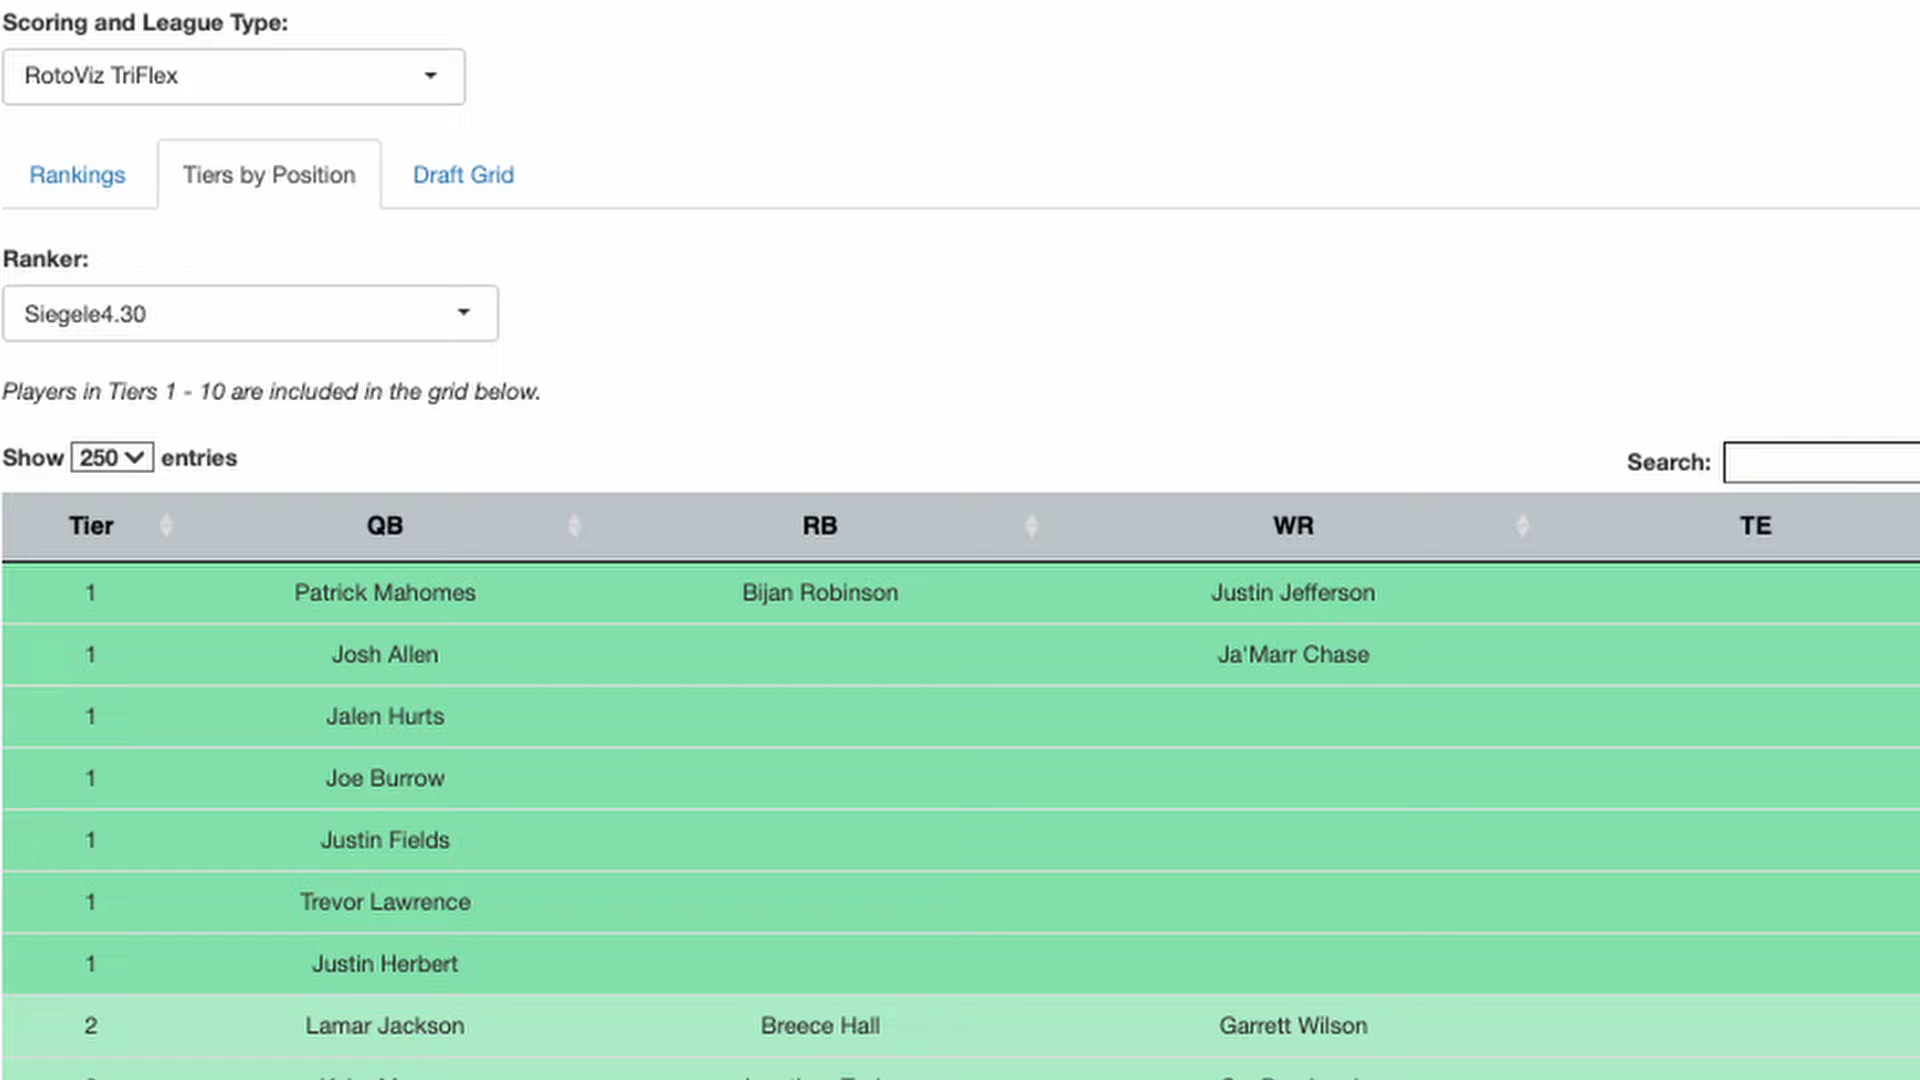 Scoring and League Type:
RotoViz TriFlex
Rankings Tiers by Position Draft Grid
Ranker:
Siegele4.30
Players in Tiers 1 - 10 are included in the grid below.
Show 250 entries Search:
Tier QB RB WR TE
1 Patrick Mahomes Bijan Robinson Justin Jefferson
1 Josh Allen Ja'Marr Chase
1 Jalen Hurts
1 Joe Burrow
1 Justin Fields
1 Trevor Lawrence
1 Justin Herbert
2 Lamar Jackson Breece Hall Garrett Wilson